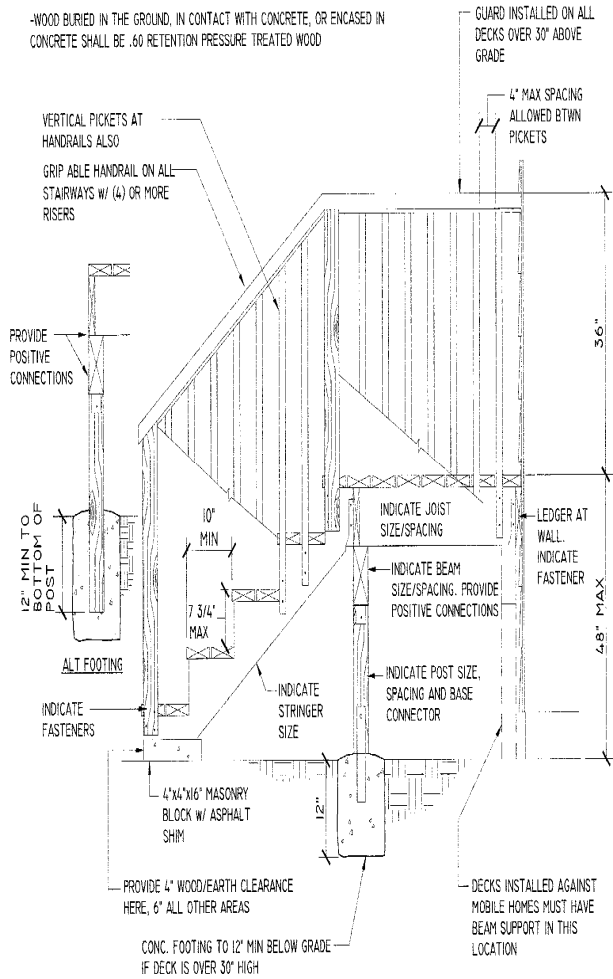 -WOOD BURIED IN THE GROUND, IN CONTACT WITH CONCRETE, OR ENCASED IN
CONCRETE SHALL BE .60 RETENTION PRESSURE TREATED WOOD
GUARD INSTALLED ON ALL
DECKS OVER 30" ABOVE
GRADE
4" MAX SPACING
ALLOWED BTWN
PICKETS
VERTICAL PICKETS AT
HANDRAILS ALSO
GRIP ABLE HANDRAIL ON ALL
STAIRWAYS W/ (4) OR MORE
RISERS
PROVIDE
POSITIVE
CONNECTIONS
36"
10"
MIN
INDICATE JOIST
SIZE/SPACING
LEDGER AT
WALL.
INDICATE
FASTENER
12" MIN TO
BOTTOM OF
POST
INDICATE BEAM
SIZE/SPACING. PROVIDE
POSITIVE CONNECTIONS
7 3/4"
MAX
48" MAX
ALT FOOTING
INDICATE POST SIZE,
SPACING AND BASE
CONNECTOR
INDICATE
STRINGER
SIZE
INDICATE
FASTENERS
4"x4"x16" MASONRY
BLOCK W/ ASPHALT
SHIM
12"
PROVIDE 4" WOOD/EARTH CLEARANCE
HERE, 6" ALL OTHER AREAS
DECKS INSTALLED AGAINST
MOBILE HOMES MUST HAVE
BEAM SUPPORT IN THIS
LOCATION
CONC. FOOTING TO 12" MIN BELOW GRADE
IF DECK IS OVER 30" HIGH